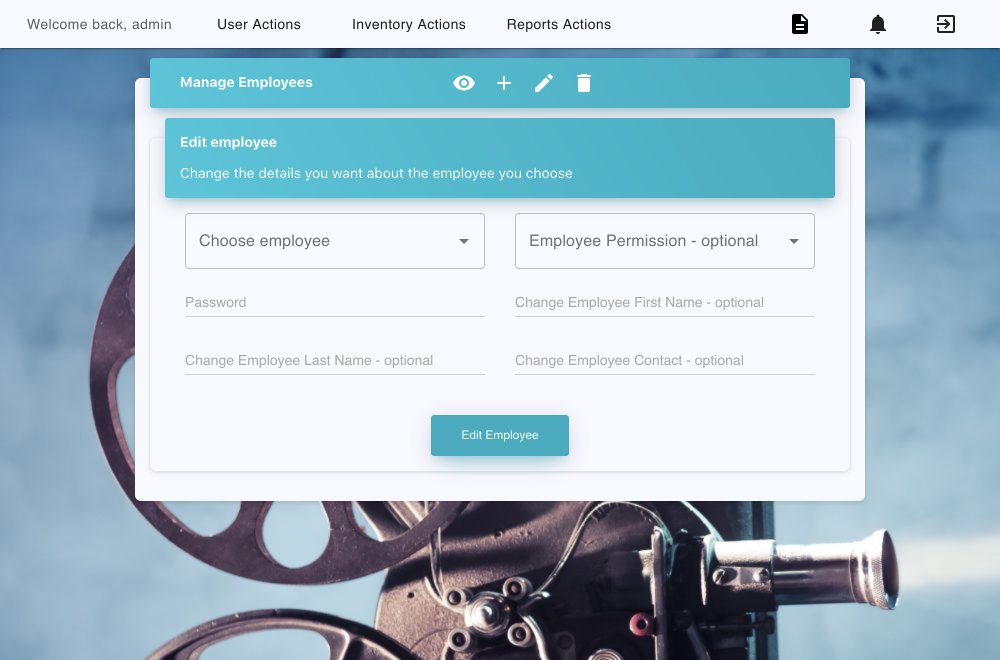 Welcome back, admin
User Actions
Inventory Actions
Reports Actions
Manage Employees
Edit employee
Change the details you want about the employee you choose
Choose employee
Employee Permission - optional
Password
Change Employee First Name - optional
Change Employee Last Name - optional
Change Employee Contact - optional
Edit Employee